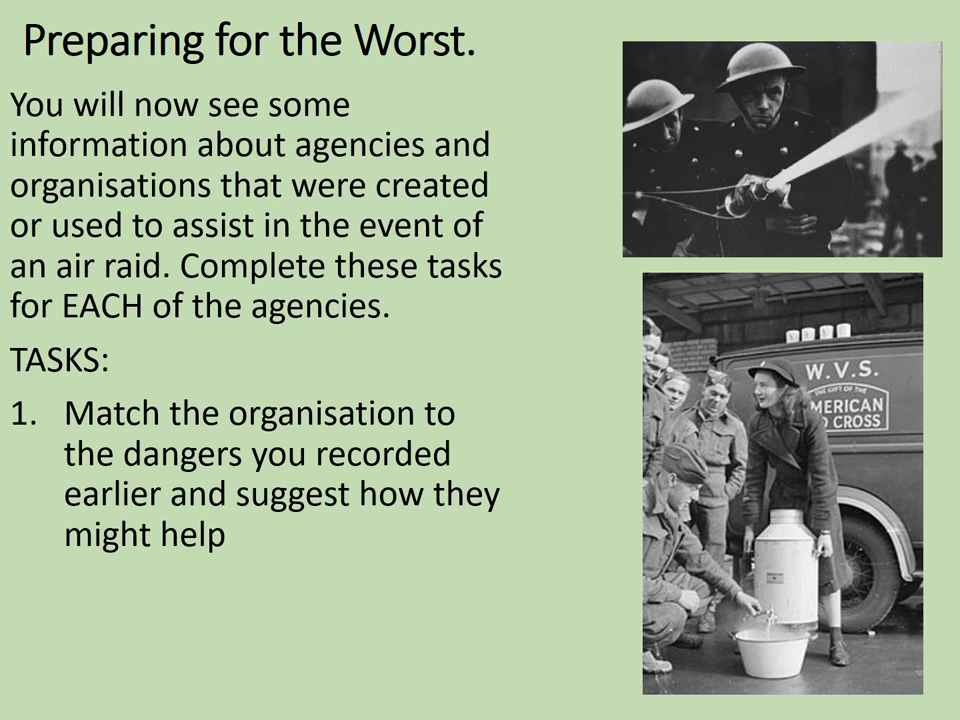 Preparing for the Worst.
You will now see some
information about agencies and
organisations that were created
or used to assist in the event of
an air raid. Complete these tasks
for EACH of the agencies.
TASKS:
1. Match the organisation to
the dangers you recorded
earlier and suggest how they
might help
W.V.S.
THE GIFT OF THE
MERICAN
CROSS